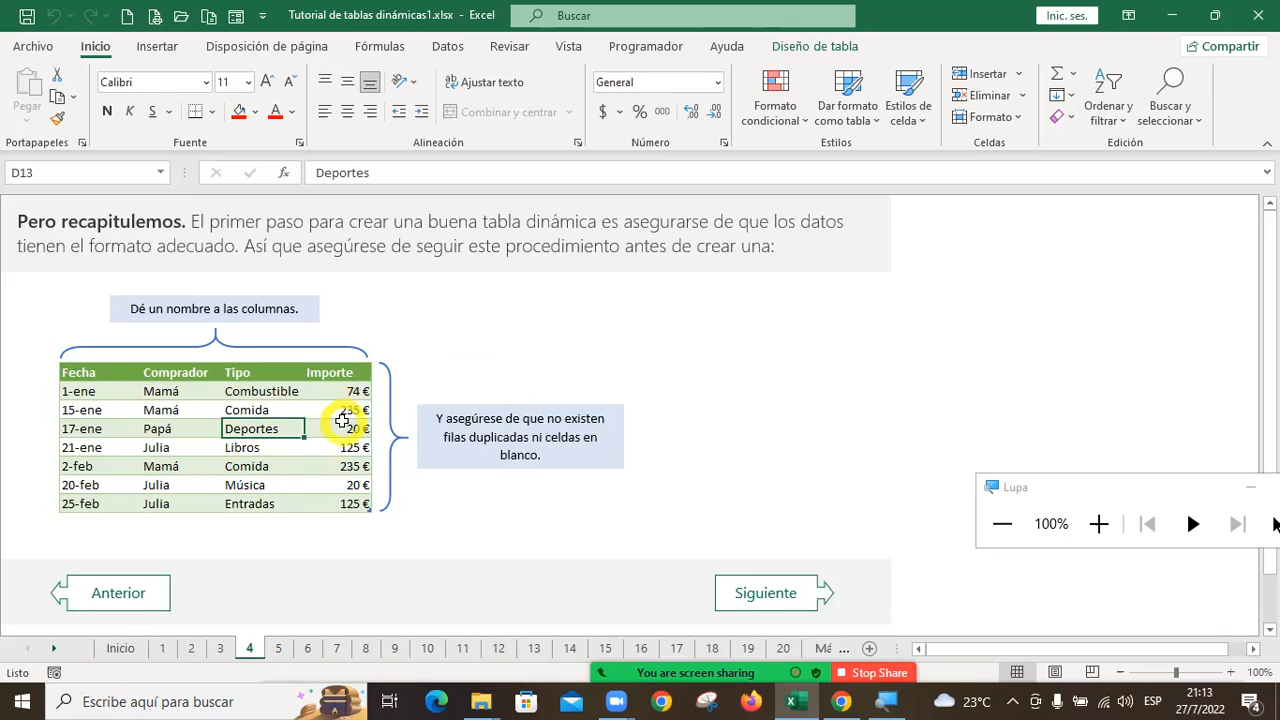 Tutorial de tablas dinámicas1.xlsx - Excel
Buscar
Inic. ses.
Archivo Inicio Insertar Disposición de página Fórmulas Datos Revisar Vista Programador Ayuda Diseño de tabla Compartir
Pegar
Calibri 11
N K S
Ajustar texto
Combinar y centrar
General
$ % 000
Formato condicional
Dar formato como tabla
Estilos de celda
Insertar
Eliminar
Formato
Ordenar y filtrar
Buscar y seleccionar
Portapapeles Fuente Alineación Número Estilos Celdas Edición
D13 fx Deportes
Pero recapitulemos. El primer paso para crear una buena tabla dinámica es asegurarse de que los datos
tienen el formato adecuado. Así que asegúrese de seguir este procedimiento antes de crear una:
Dé un nombre a las columnas.
Fecha Comprador Tipo Importe
1-ene Mamá Combustible 74 €
15-ene Mamá Comida 235 €
17-ene Papá Deportes 20 €
21-ene Julia Libros 125 €
2-feb Mamá Comida 235 €
20-feb Julia Música 20 €
25-feb Julia Entradas 125 €
Y asegúrese de que no existen
filas duplicadas ni celdas en
blanco.
Lupa
100%
Anterior
Siguiente
Inicio 1 2 3 4 5 6 7 8 9 10 11 12 13 14 15 16 17 18 19 20 Má ...
Listo
You are screen sharing
Stop Share
100%
Escribe aquí para buscar
23°C
ESP
21:13
27/7/2022
4